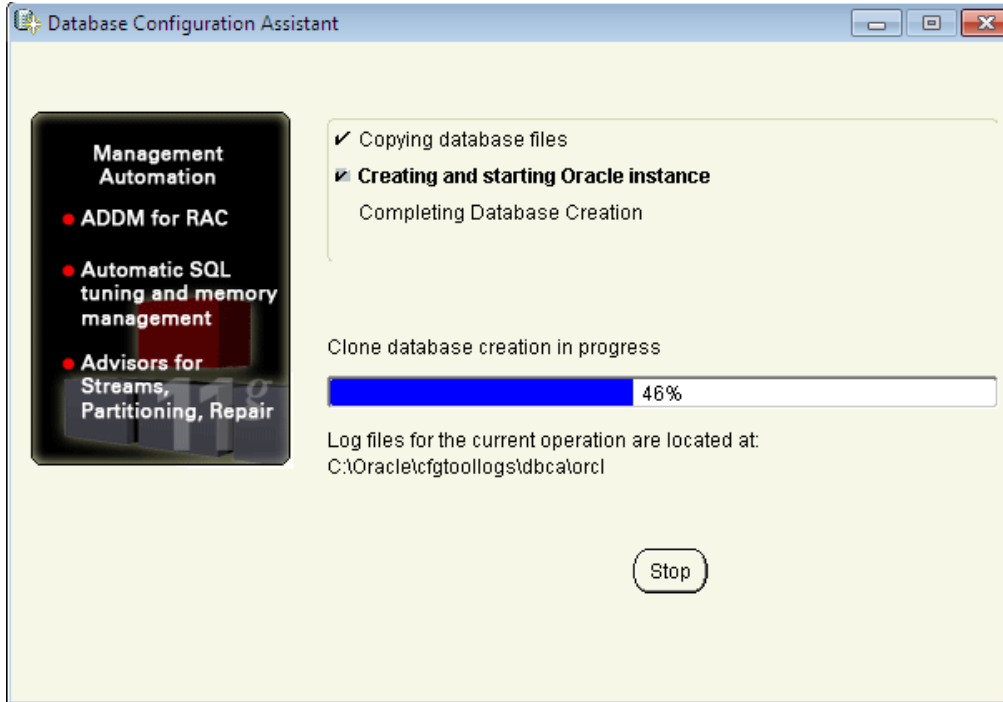 Database Configuration Assistant
Management
Automation
ADDM for RAC
Automatic SQL
tuning and memory
management
Advisors for
Streams,
Partitioning, Repair
11g
Copying database files
Creating and starting Oracle instance
Completing Database Creation
Clone database creation in progress
46%
Log files for the current operation are located at:
C:\Oracle\cfgtoollogs\dbca\orcl
Stop